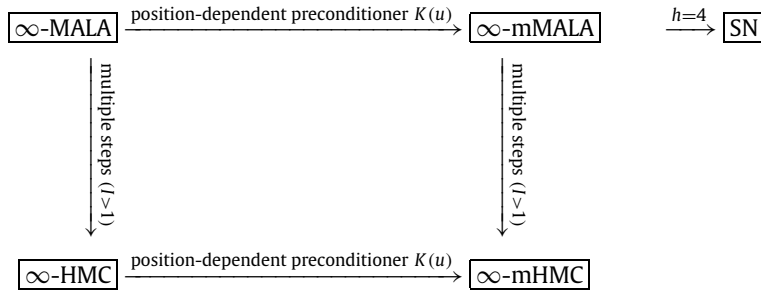 ∞-MALA position-dependent preconditioner K(u) ∞-mMALA h=4 SN
multiple steps (I>1) multiple steps (I>1)
∞-HMC position-dependent preconditioner K(u) ∞-mHMC